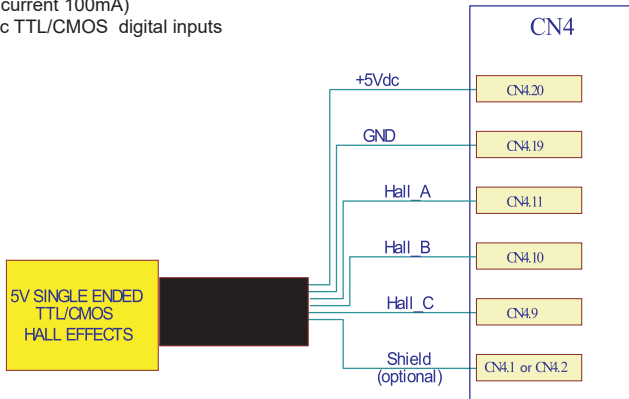 current 100mA)
c TTL/CMOS digital inputs
CN4
+5Vdc
CN4.20
GND
CN4.19
Hall_A
CN4.11
Hall_B
CN4.10
Hall_C
CN4.9
Shield
(optional)
CN4.1 or CN4.2
5V SINGLE ENDED
TTL/CMOS
HALL EFFECTS